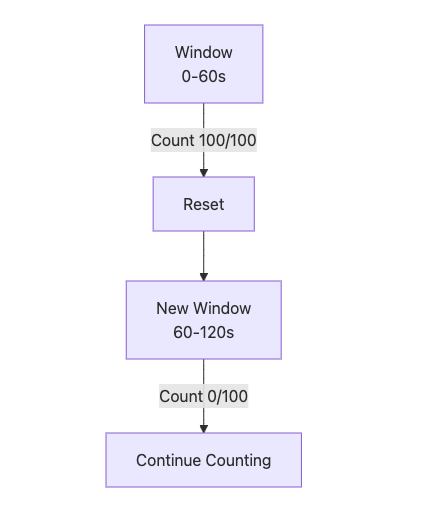 Window
0-60s
Count 100/100
Reset
New Window
60-120s
Count 0/100
Continue Counting